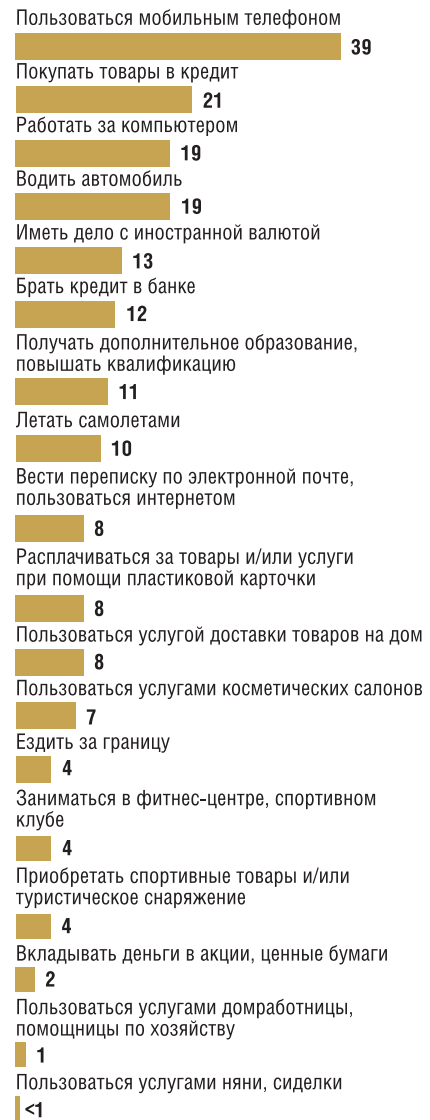 Пользоваться мобильным телефоном
39
Покупать товары в кредит
21
Работать за компьютером
19
Водить автомобиль
19
Иметь дело с иностранной валютой
13
Брать кредит в банке
12
Получать дополнительное образование,
повышать квалификацию
11
Летать самолетами
10
Вести переписку по электронной почте,
пользоваться интернетом
8
Расплачиваться за товары и/или услуги
при помощи пластиковой карточки
8
Пользоваться услугой доставки товаров на дом
8
Пользоваться услугами косметических салонов
7
Ездить за границу
4
Заниматься в фитнес-центре, спортивном
клубе
4
Приобретать спортивные товары и/или
туристическое снаряжение
4
Вкладывать деньги в акции, ценные бумаги
2
Пользоваться услугами домработницы,
помощницы по хозяйству
1
Пользоваться услугами няни, сиделки
<1